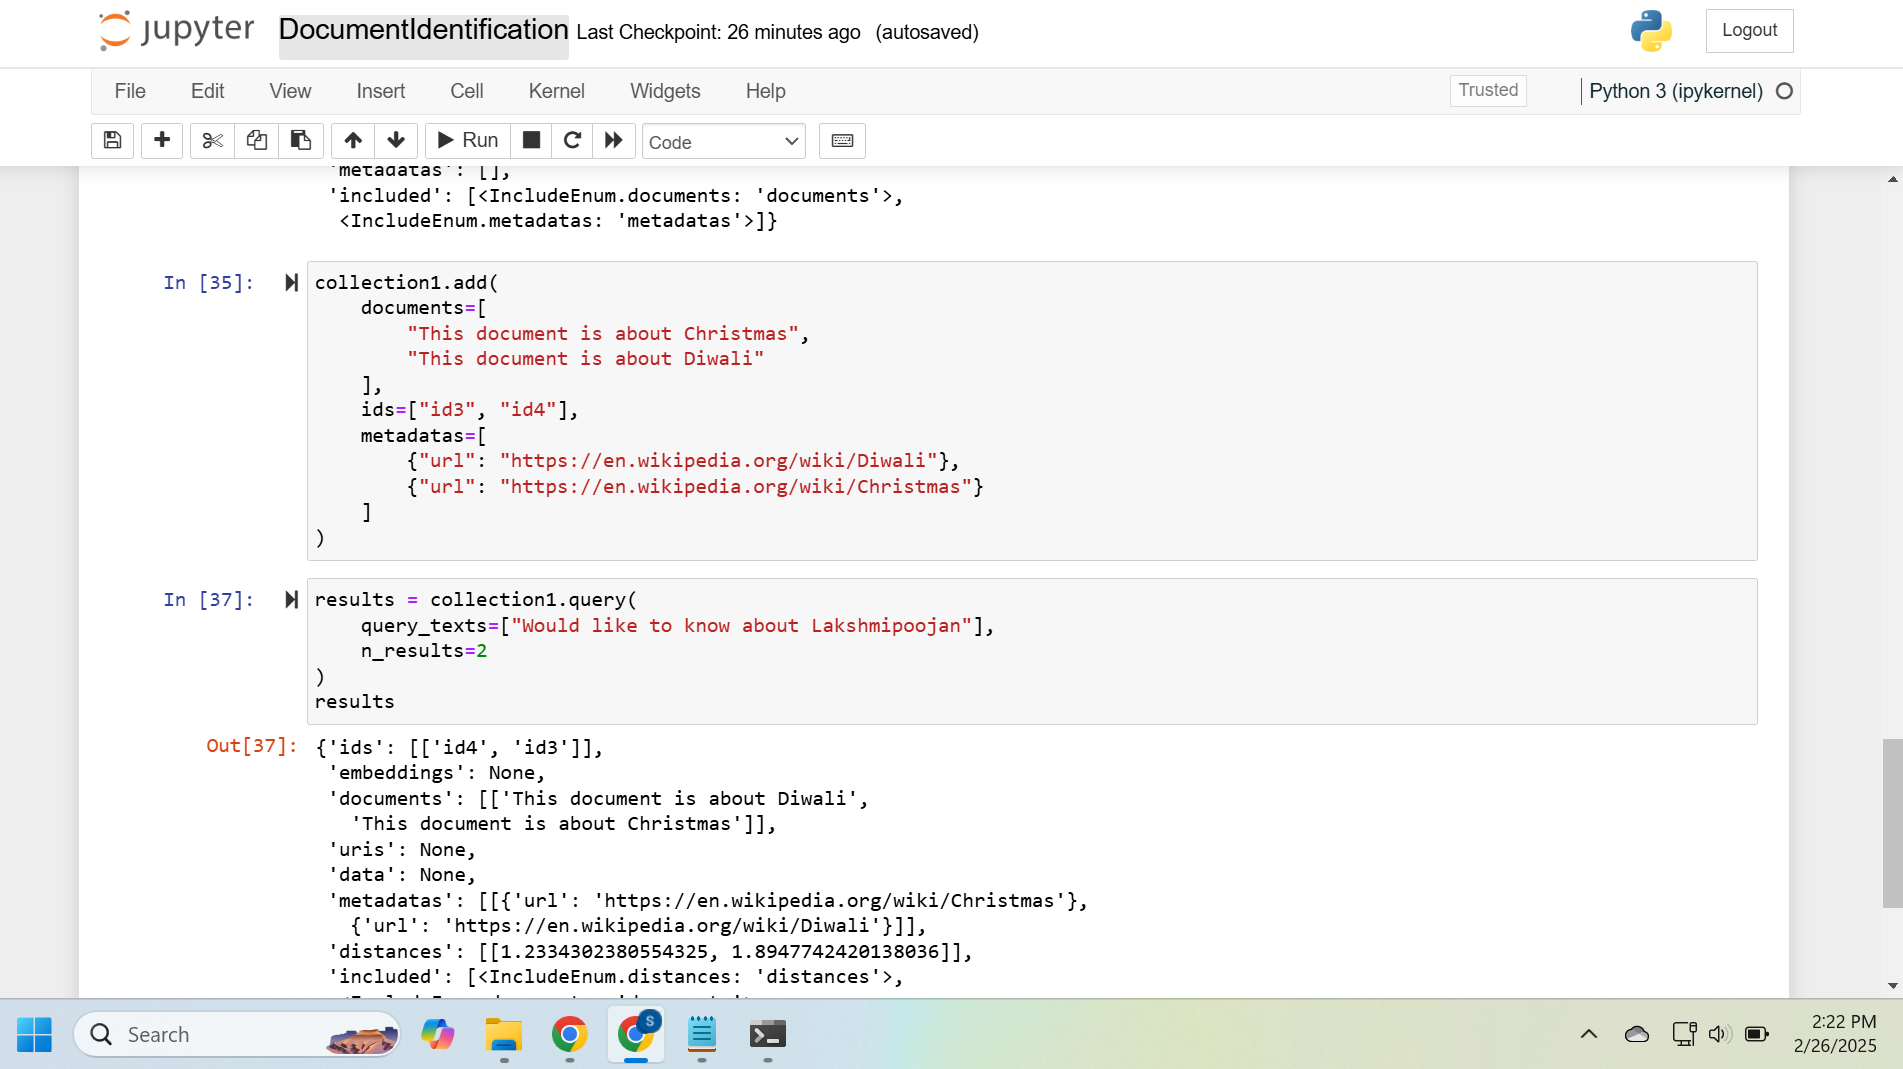 jupyter DocumentIdentification Last Checkpoint: 26 minutes ago (autosaved) Logout
File Edit View Insert Cell Kernel Widgets Help Trusted Python 3 (ipykernel)
Run Code
'metadatas': [],
'included': [<IncludeEnum.documents: 'documents'>,
<IncludeEnum.metadatas: 'metadatas'>]}
In [35]: collection1.add(
documents=[
"This document is about Christmas",
"This document is about Diwali"
],
ids=["id3", "id4"],
metadatas=[
{"url": "https://en.wikipedia.org/wiki/Diwali"},
{"url": "https://en.wikipedia.org/wiki/Christmas"}
]
)
In [37]: results = collection1.query(
query_texts=["Would like to know about Lakshmipoojan"],
n_results=2
)
results
Out[37]: {'ids': [['id4', 'id3']],
'embeddings': None,
'documents': [['This document is about Diwali',
'This document is about Christmas']],
'uris': None,
'data': None,
'metadatas': [[{'url': 'https://en.wikipedia.org/wiki/Christmas'},
{'url': 'https://en.wikipedia.org/wiki/Diwali'}]],
'distances': [[1.2334302380554325, 1.8947742420138036]],
'included': [<IncludeEnum.distances: 'distances'>,
Search S 2:22 PM
2/26/2025